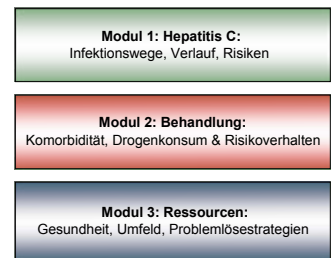 Modul 1: Hepatitis C:
Infektionswege, Verlauf, Risiken
Modul 2: Behandlung:
Komorbidität, Drogenkonsum & Risikoverhalten
Modul 3: Ressourcen:
Gesundheit, Umfeld, Problemlösestrategien